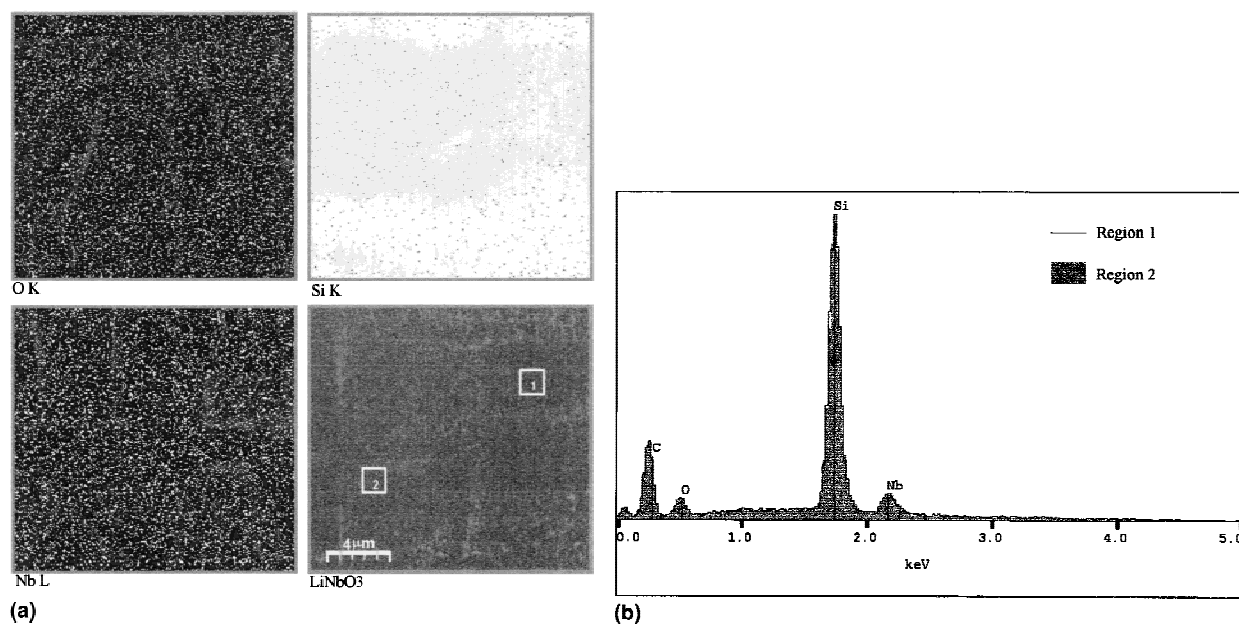 O K
Si K
1
2
4μm
Nb L
LiNbO3
(a)
Si
Region 1
Region 2
C
O
Nb
0.0
1.0
2.0
3.0
4.0
5.0
keV
(b)